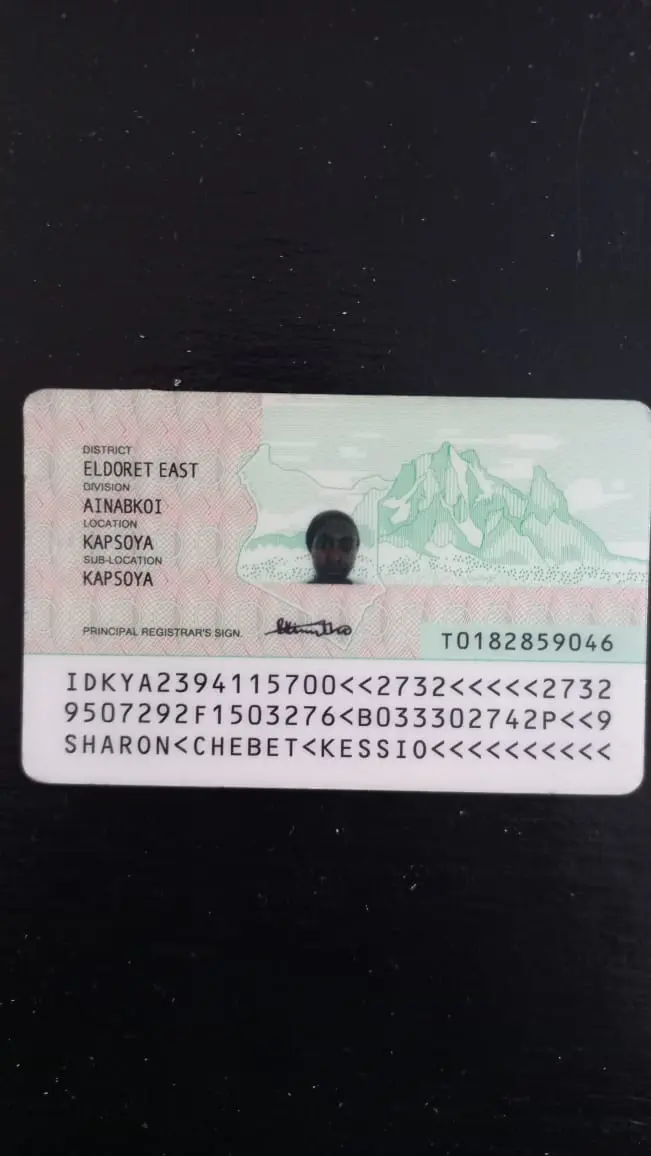 DISTRICT
ELDORET EAST
DIVISION
AINABKOI
LOCATION
KAPSOYA
SUB-LOCATION
KAPSOYA
PRINCIPAL REGISTRAR'S SIGN.
T0182859046
IDKYA2394115700<<2732<<<<<2732
9507292F1503276<B033302742P<<9
SHARON<CHEBET<KESSIO<<<<<<<<<<